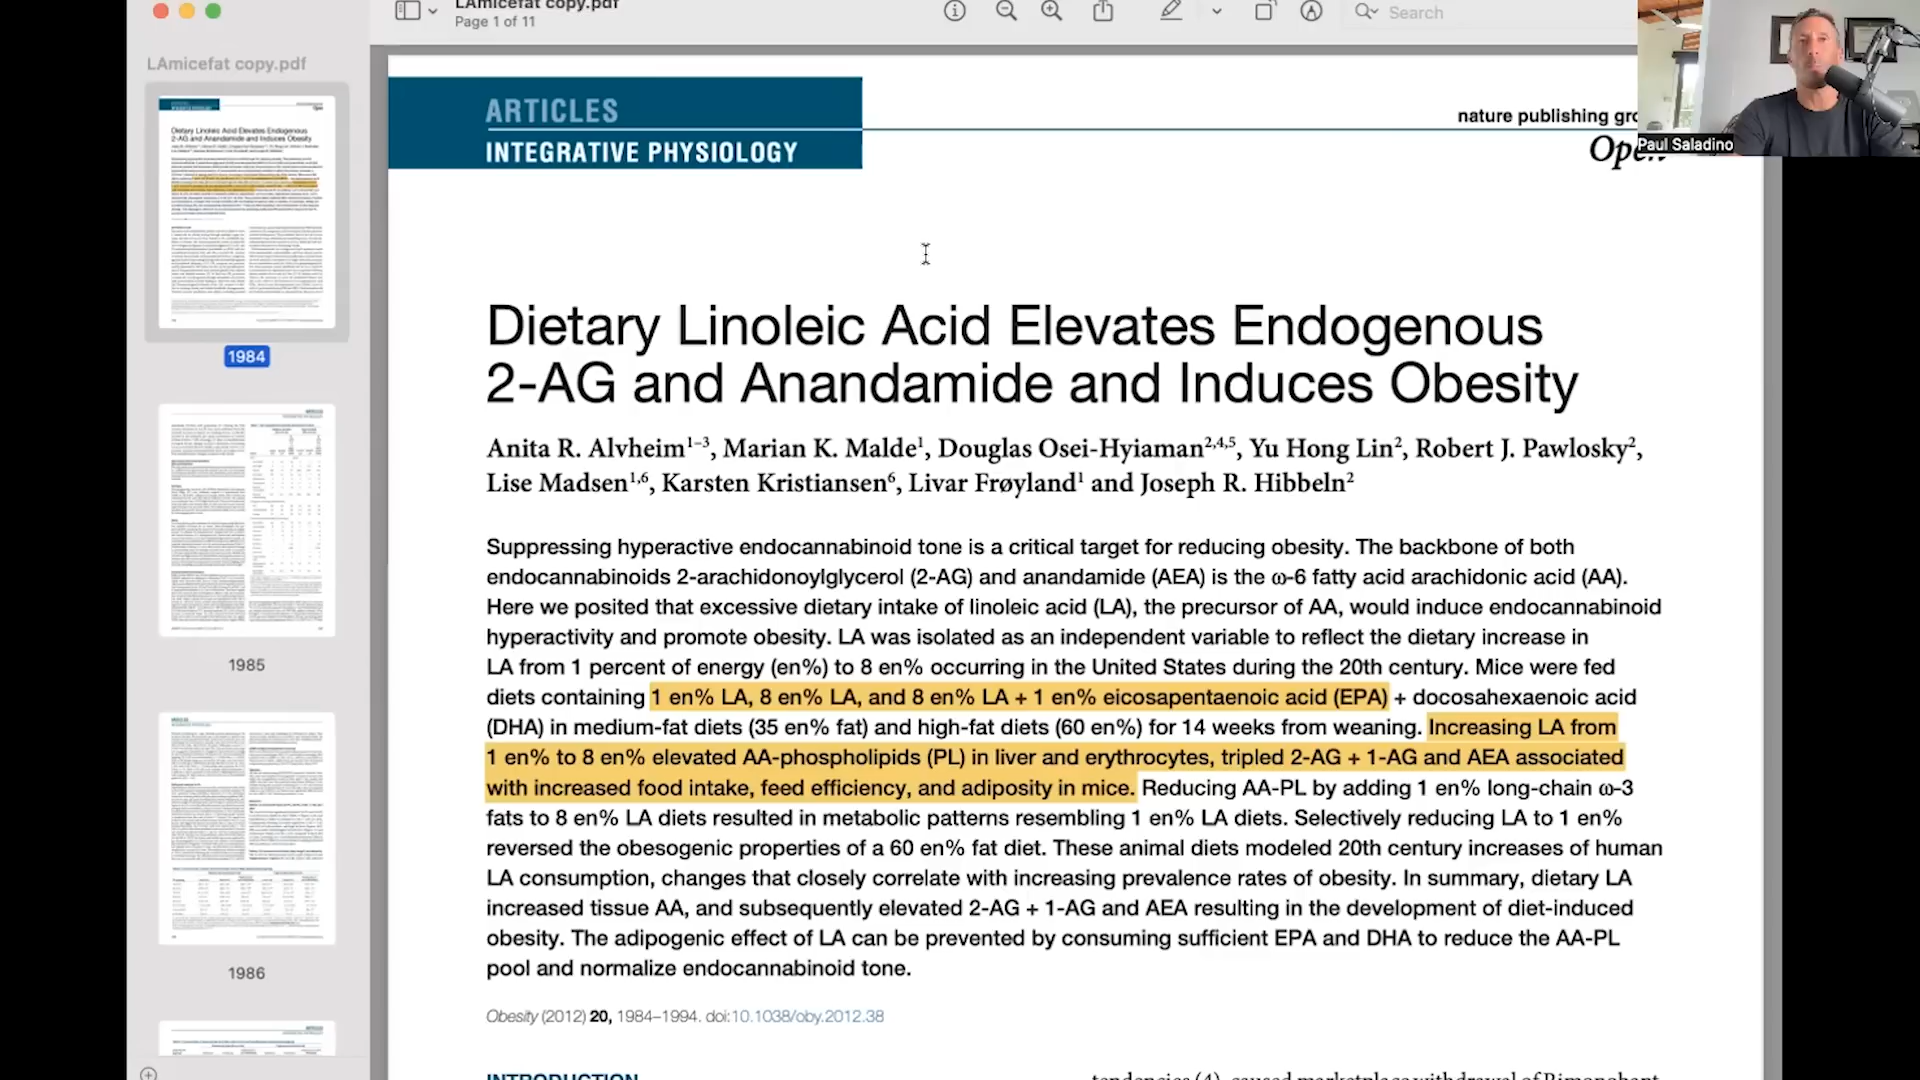 LAmicefat copy.pdf
Page 1 of 11
Search
LAmicefat copy.pdf
1984
1985
1986
Paul Saladino
ARTICLES
INTEGRATIVE PHYSIOLOGY
nature publishing gro
Open
Dietary Linoleic Acid Elevates Endogenous
2-AG and Anandamide and Induces Obesity
Anita R. Alvheim1–3, Marian K. Malde1, Douglas Osei-Hyiaman2,4,5, Yu Hong Lin2, Robert J. Pawlosky2,
Lise Madsen1,6, Karsten Kristiansen6, Livar Frøyland1 and Joseph R. Hibbeln2
Suppressing hyperactive endocannabinoid tone is a critical target for reducing obesity. The backbone of both
endocannabinoids 2-arachidonoylglycerol (2-AG) and anandamide (AEA) is the ω-6 fatty acid arachidonic acid (AA).
Here we posited that excessive dietary intake of linoleic acid (LA), the precursor of AA, would induce endocannabinoid
hyperactivity and promote obesity. LA was isolated as an independent variable to reflect the dietary increase in
LA from 1 percent of energy (en%) to 8 en% occurring in the United States during the 20th century. Mice were fed
diets containing 1 en% LA, 8 en% LA, and 8 en% LA + 1 en% eicosapentaenoic acid (EPA) + docosahexaenoic acid
(DHA) in medium-fat diets (35 en% fat) and high-fat diets (60 en%) for 14 weeks from weaning. Increasing LA from
1 en% to 8 en% elevated AA-phospholipids (PL) in liver and erythrocytes, tripled 2-AG + 1-AG and AEA associated
with increased food intake, feed efficiency, and adiposity in mice. Reducing AA-PL by adding 1 en% long-chain ω-3
fats to 8 en% LA diets resulted in metabolic patterns resembling 1 en% LA diets. Selectively reducing LA to 1 en%
reversed the obesogenic properties of a 60 en% fat diet. These animal diets modeled 20th century increases of human
LA consumption, changes that closely correlate with increasing prevalence rates of obesity. In summary, dietary LA
increased tissue AA, and subsequently elevated 2-AG + 1-AG and AEA resulting in the development of diet-induced
obesity. The adipogenic effect of LA can be prevented by consuming sufficient EPA and DHA to reduce the AA-PL
pool and normalize endocannabinoid tone.
Obesity (2012) 20, 1984–1994. doi:10.1038/oby.2012.38
INTRODUCTION
tendencies (4), caused marketplace withdrawal of Rimonabant